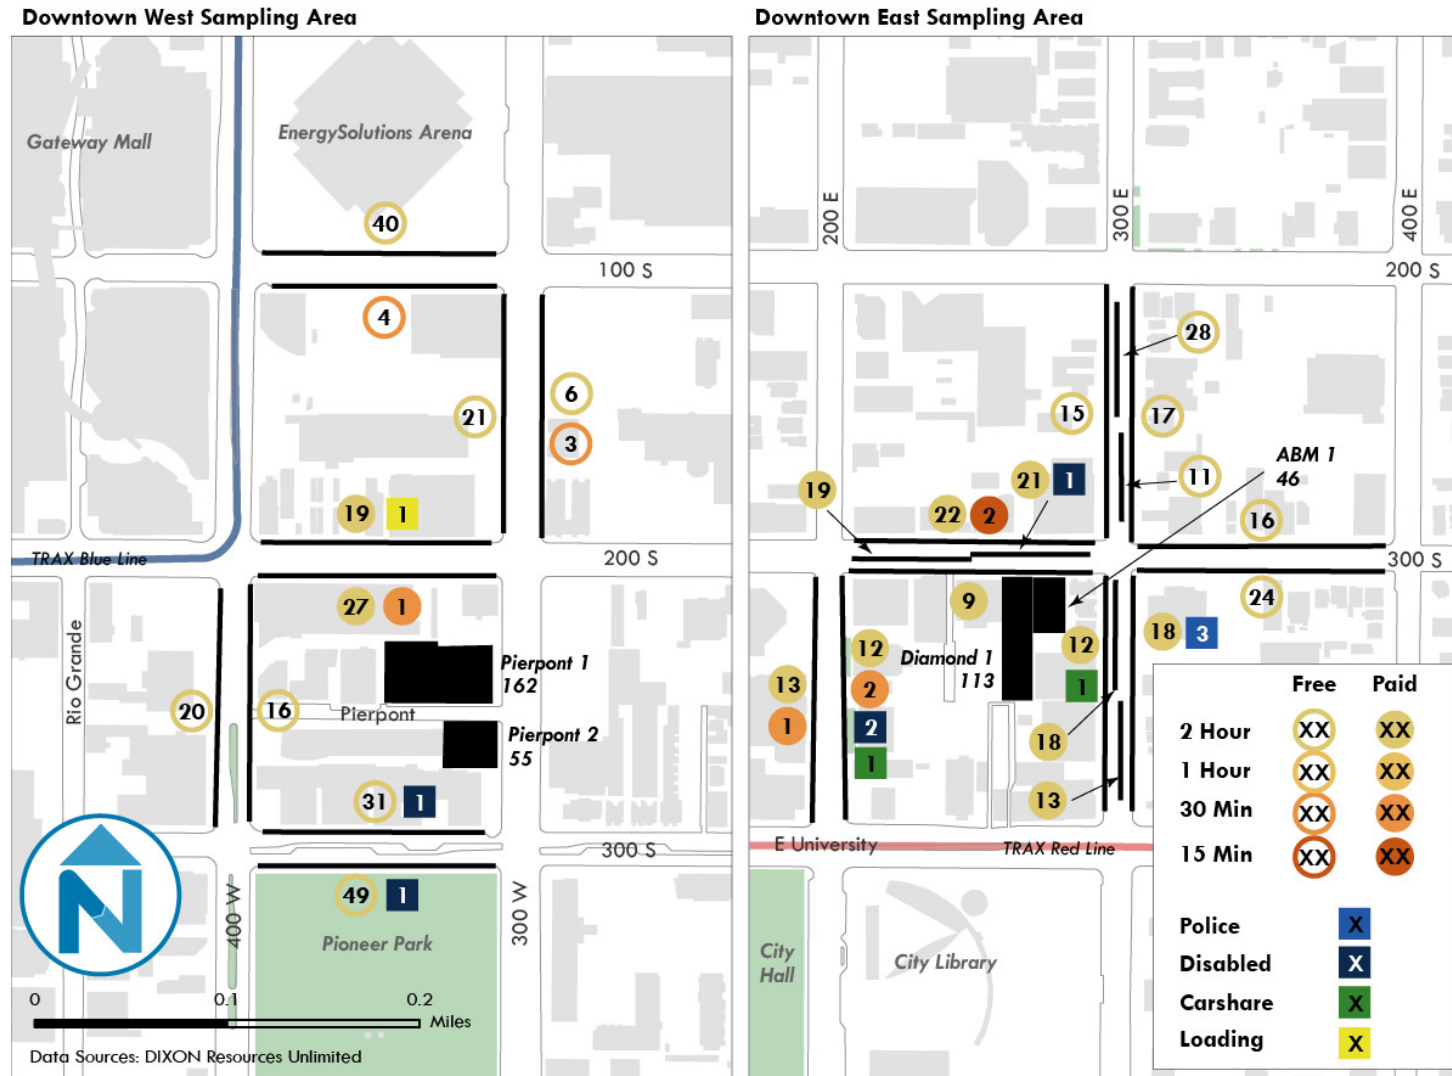 Downtown West Sampling Area
Gateway Mall
EnergySolutions Arena
40
100 S
4
6
21
3
19 1
TRAX Blue Line
200 S
27 1
Rio Grande
Pierpont 1
162
20
16
Pierpont
Pierpont 2
55
31 1
300 S
49 1
400 W
300 W
Pioneer Park
N
0 0.1 0.2
Miles
Data Sources: DIXON Resources Unlimited
Downtown East Sampling Area
200 E
300 E
400 E
200 S
28
15
17
ABM 1
46
19
21 1
11
22 2
16
300 S
9
24
12
Diamond 1
113
12
18 3
13
2
1
1
2
18
1
13
E University
TRAX Red Line
City
Hall
City Library
Free Paid
2 Hour XX XX
1 Hour XX XX
30 Min XX XX
15 Min XX XX
Police X
Disabled X
Carshare X
Loading X